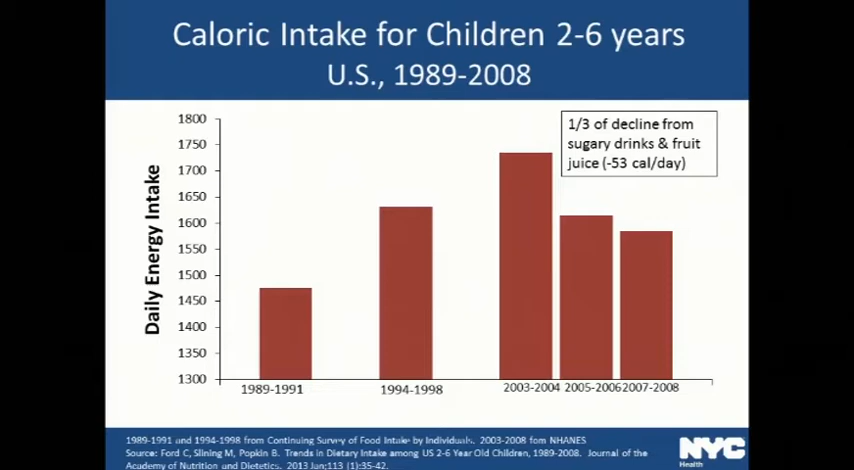 Caloric Intake for Children 2-6 years
U.S., 1989-2008
1/3 of decline from
sugary drinks & fruit
juice (-53 cal/day)
Daily Energy Intake
1800
1750
1700
1650
1600
1550
1500
1450
1400
1350
1300
1989-1991
1994-1998
2003-2004
2005-2006
2007-2008
1989-1991 and 1994-1998 from Continuing Survey of Food Intake by Individuals. 2003-2008 fom NHANES
Source: Ford C, Slining M, Popkin B. Trends in Dietary Intake among US 2-6 Year Old Children, 1989-2008. Journal of the
Academy of Nutrition and Dietetics. 2013 Jun;113 (1):35-42.
NYC
Health